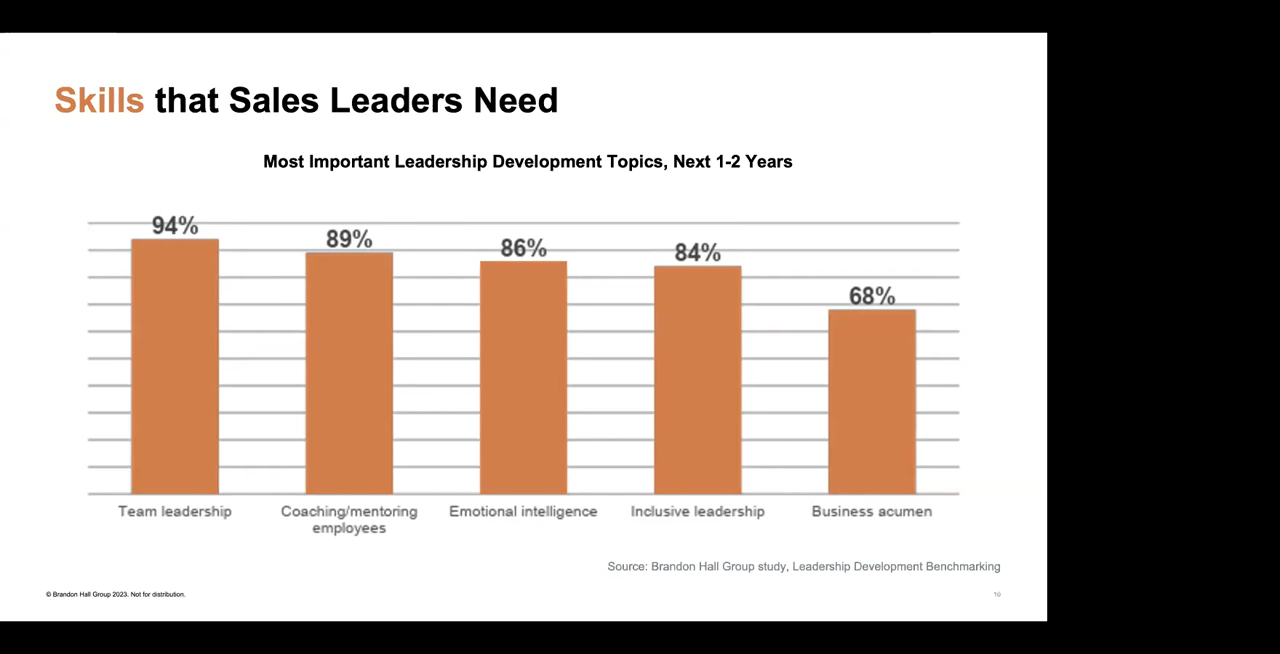 Skills that Sales Leaders Need
Most Important Leadership Development Topics, Next 1-2 Years
94%
89%
86%
84%
68%
Team leadership
Coaching/mentoring
employees
Emotional intelligence
Inclusive leadership
Business acumen
Source: Brandon Hall Group study, Leadership Development Benchmarking
© Brandon Hall Group 2023. Not for distribution.